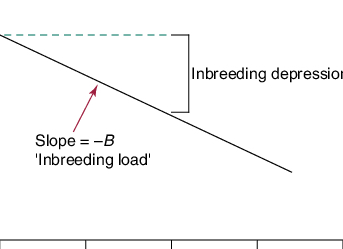 Inbreeding depression
Slope = –B
'Inbreeding load'